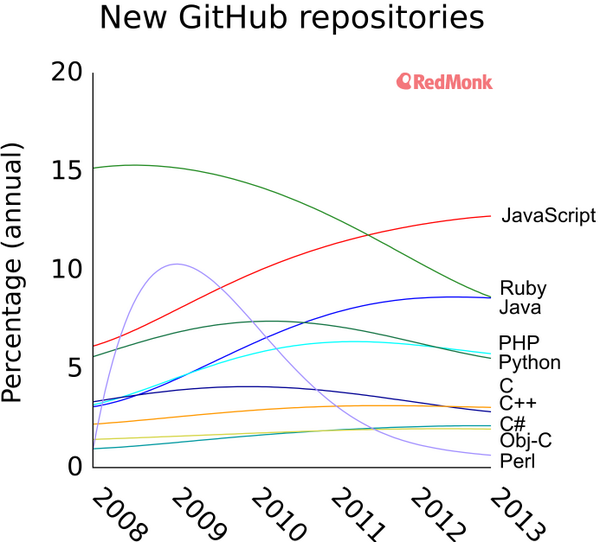 New GitHub repositories
RedMonk
Percentage (annual)
20
15
10
5
0
JavaScript
Ruby
Java
PHP
Python
C
C++
C#
Obj-C
Perl
2008
2009
2010
2011
2012
2013